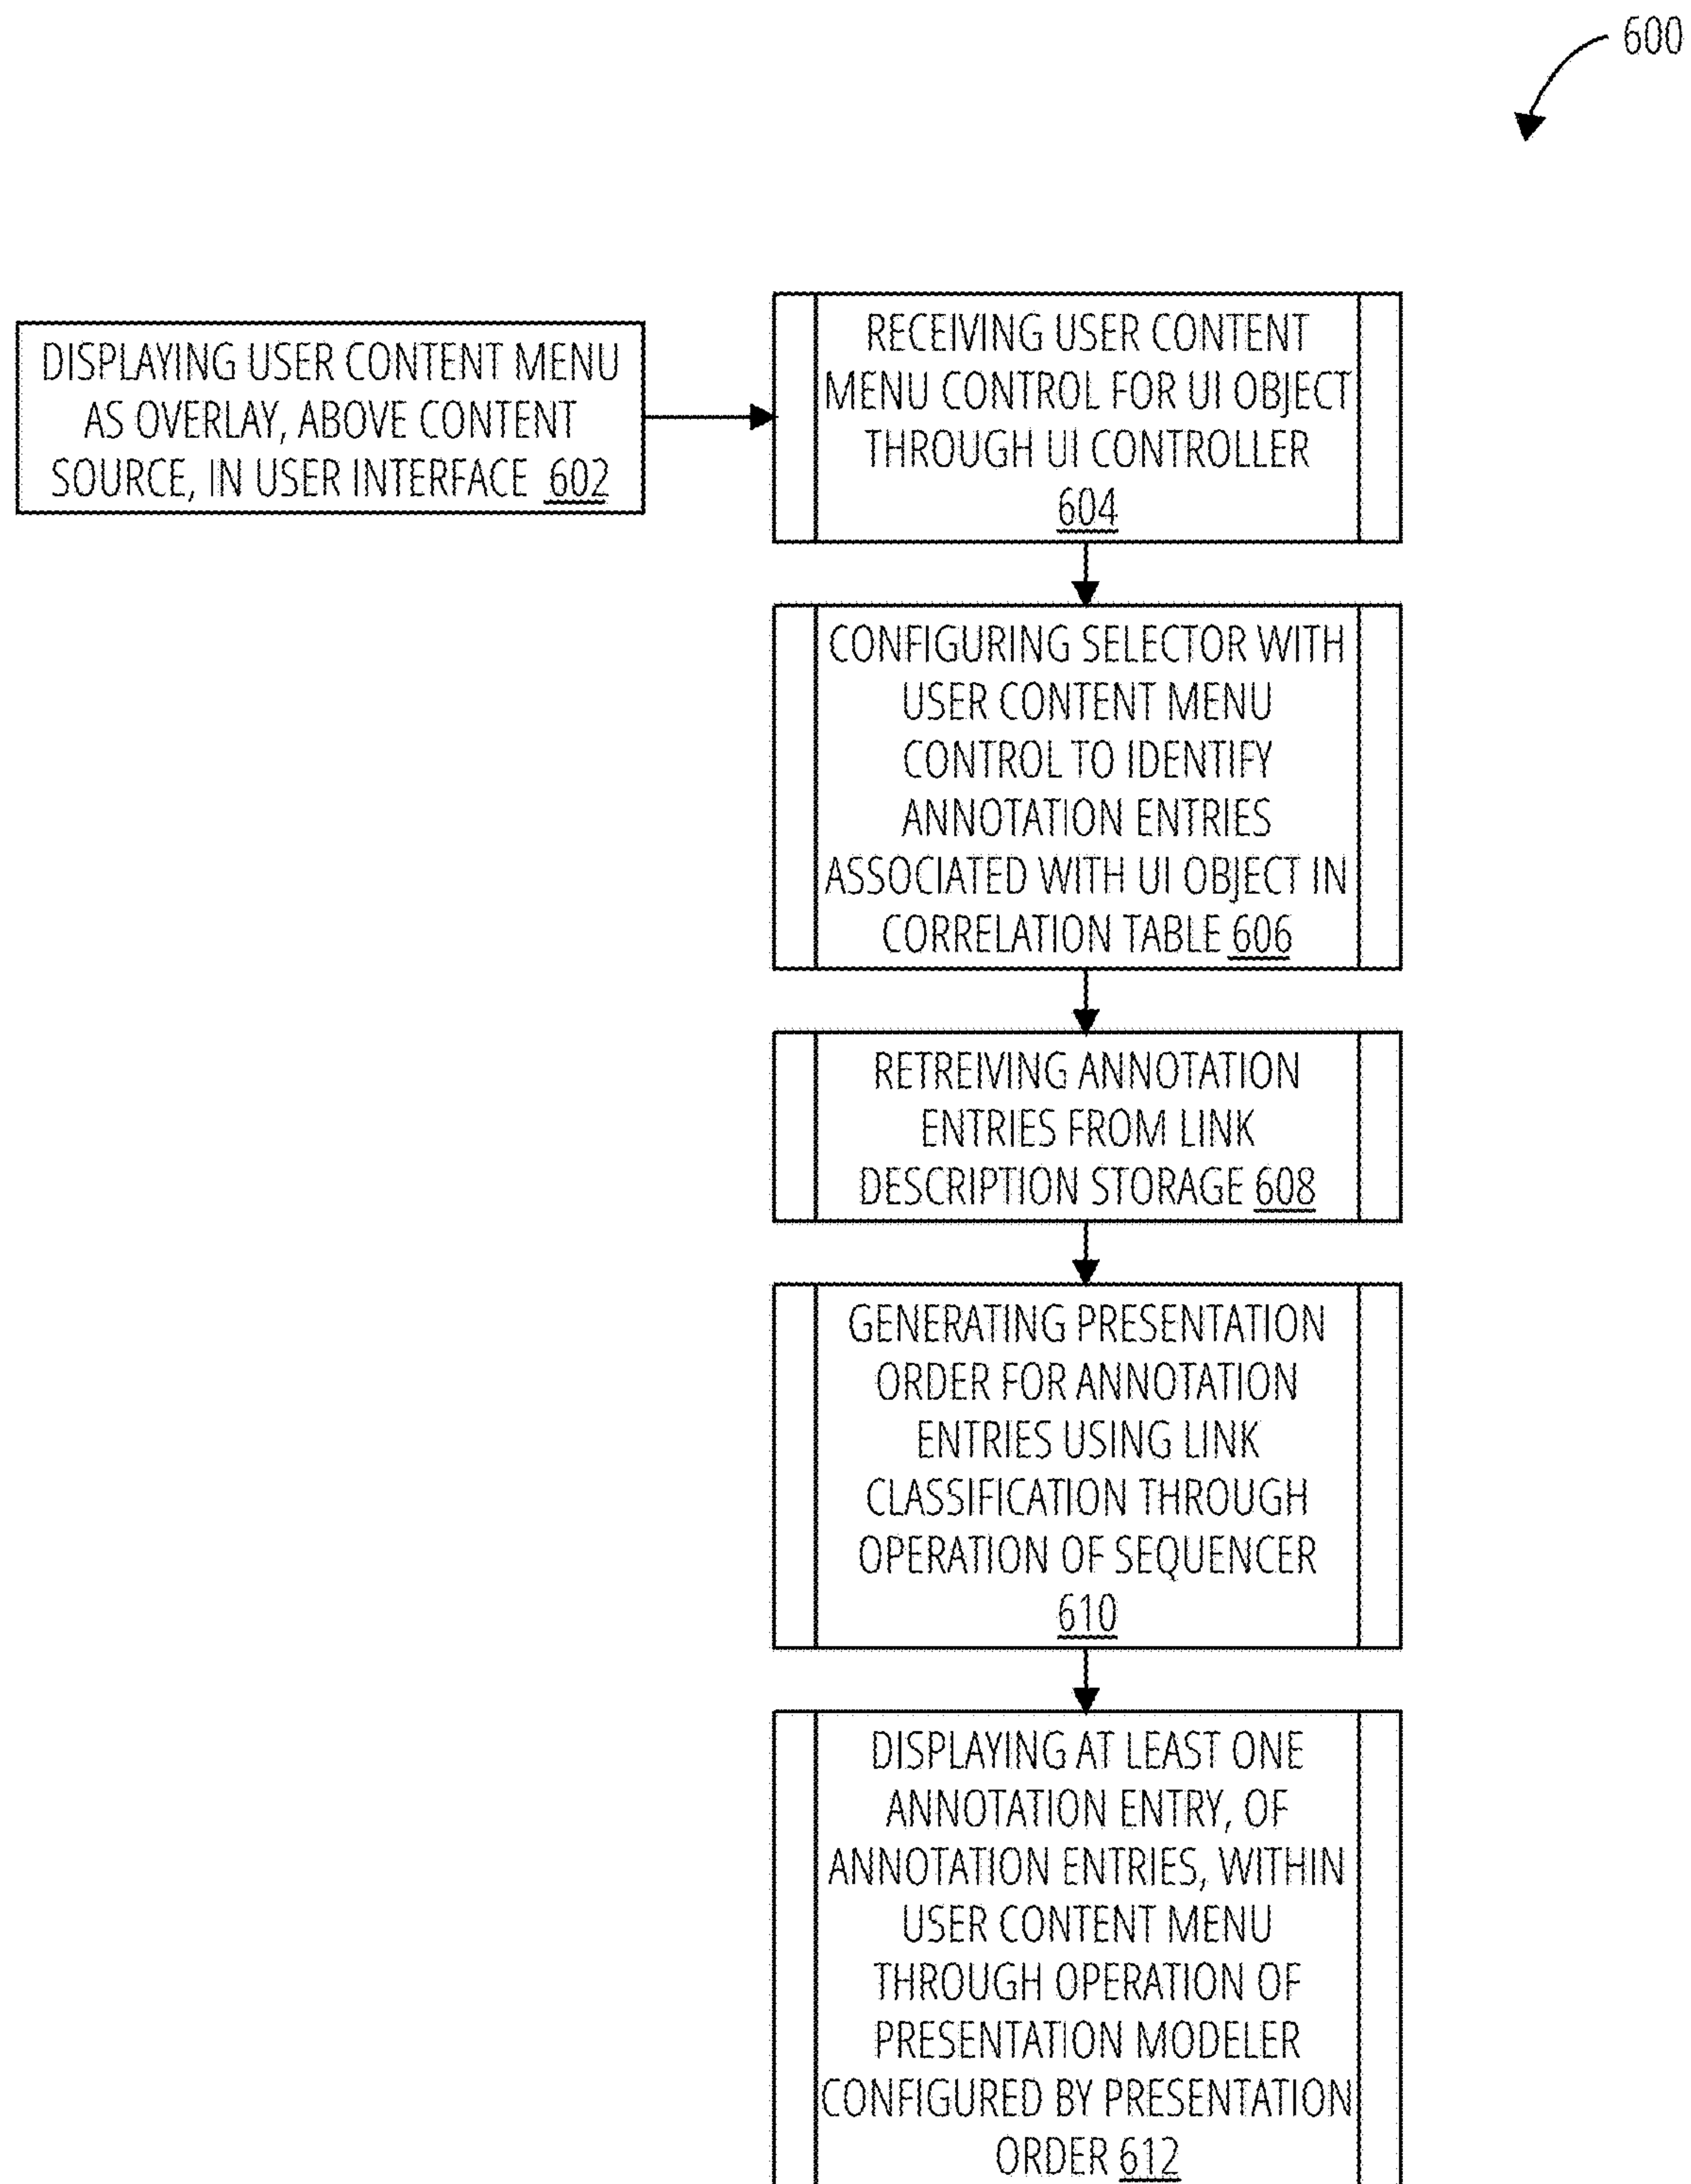 600
DISPLAYING USER CONTENT MENU
AS OVERLAY, ABOVE CONTENT
SOURCE, IN USER INTERFACE 602
RECEIVING USER CONTENT
MENU CONTROL FOR UI OBJECT
THROUGH UI CONTROLLER
604
CONFIGURING SELECTOR WITH
USER CONTENT MENU
CONTROL TO IDENTIFY
ANNOTATION ENTRIES
ASSOCIATED WITH UI OBJECT IN
CORRELATION TABLE 606
RETREIVING ANNOTATION
ENTRIES FROM LINK
DESCRIPTION STORAGE 608
GENERATING PRESENTATION
ORDER FOR ANNOTATION
ENTRIES USING LINK
CLASSIFICATION THROUGH
OPERATION OF SEQUENCER
610
DISPLAYING AT LEAST ONE
ANNOTATION ENTRY, OF
ANNOTATION ENTRIES, WITHIN
USER CONTENT MENU
THROUGH OPERATION OF
PRESENTATION MODELER
CONFIGURED BY PRESENTATION
ORDER 612